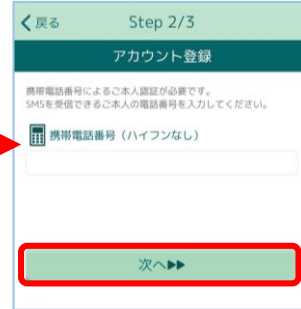 戻る Step 2/3
アカウント登録
携帯電話番号によるご本人認証が必要です。
SMSを受信できるご本人の電話番号を入力してください。
携帯電話番号（ハイフンなし）
次へ▶▶